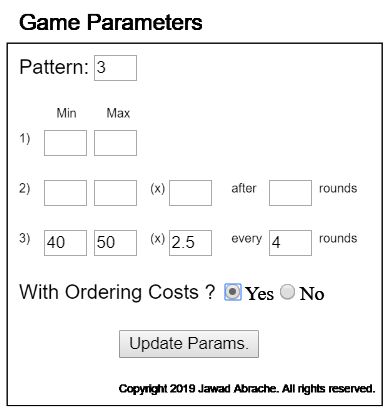 Game Parameters
Pattern: 3
Min Max
1)
2) (x) after rounds
3) 40 50 (x) 2.5 every 4 rounds
With Ordering Costs ? Yes No
Update Params.
Copyright 2019 Jawad Abrache. All rights reserved.